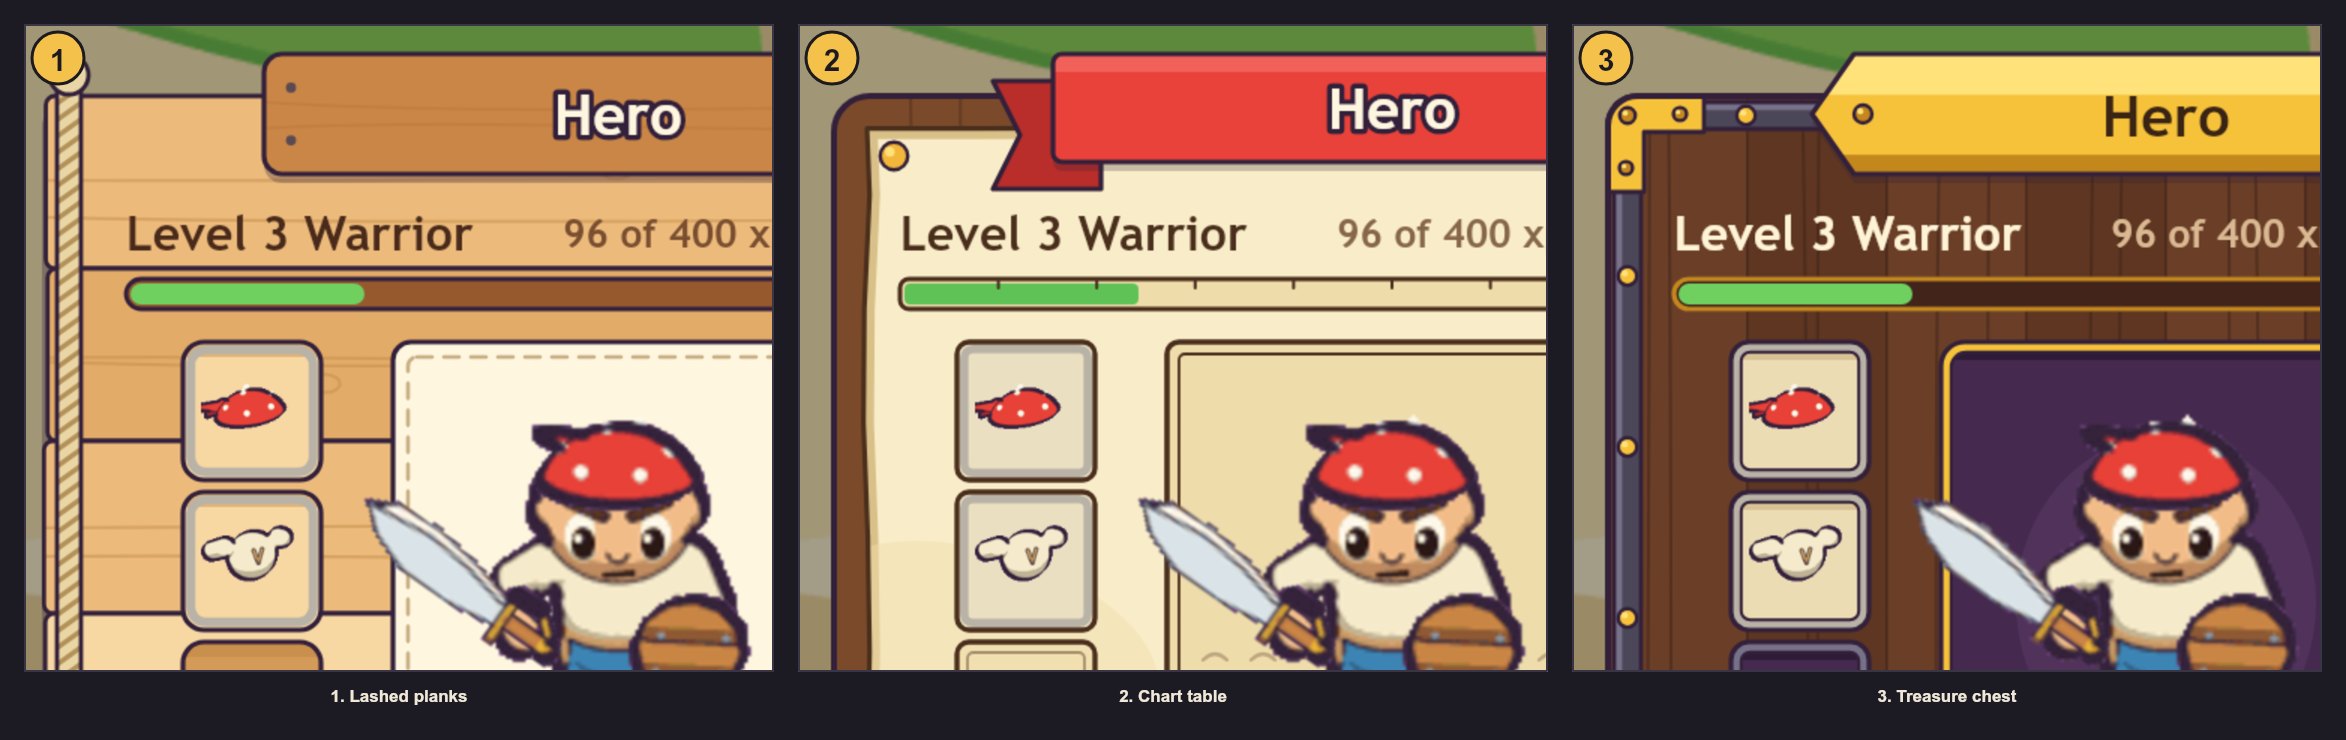 1
Hero
Level 3 Warrior
96 of 400 x
V
1. Lashed planks
2
Hero
Level 3 Warrior
96 of 400 x
V
2. Chart table
3
Hero
Level 3 Warrior
96 of 400 x
V
3. Treasure chest